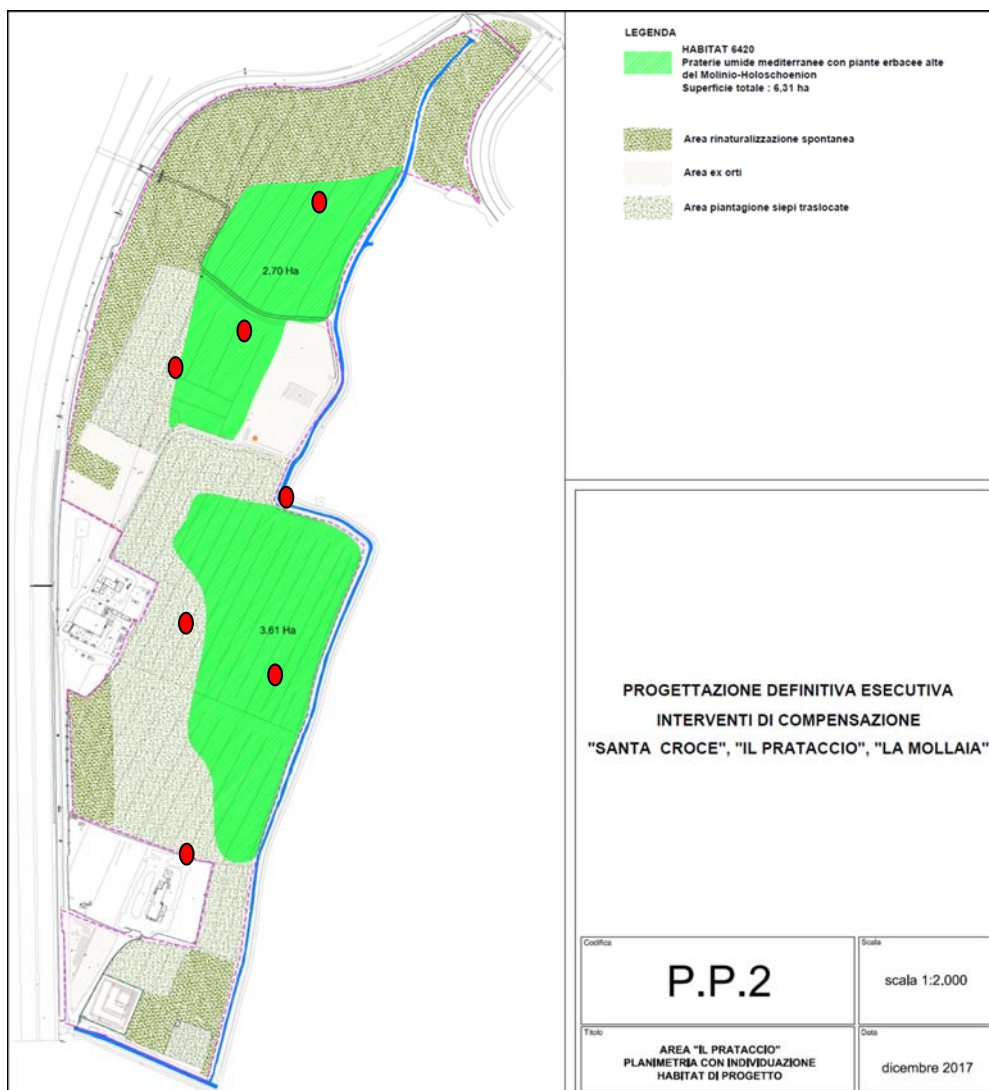 LEGENDA
HABITAT 6420
Praterie umide mediterranee con piante erbacee alte
del Molinio-Holoschoenion
Superficie totale : 6,31 ha
Area rinaturalizzazione spontanea
Area ex orti
Area piantagione siepi traslocate
2,70 Ha
3,61 Ha
PROGETTAZIONE DEFINITIVA ESECUTIVA
INTERVENTI DI COMPENSAZIONE
"SANTA CROCE", "IL PRATACCIO", "LA MOLLAIA"
Codifica
P.P.2
Scala
scala 1:2,000
Titolo
AREA "IL PRATACCIO"
PLANIMETRIA CON INDIVIDUAZIONE
HABITAT DI PROGETTO
Data
dicembre 2017